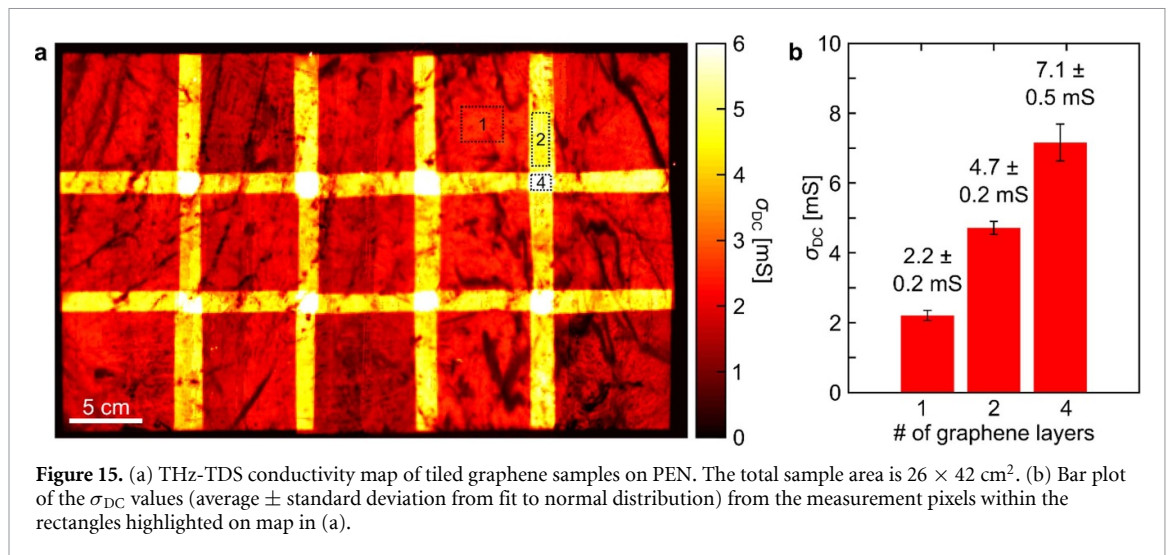 a
1
2
4
5 cm
6
5
4
3
2
1
0
σDC [mS]
b
10
8
6
4
2
0
σDC [mS]
2.2 ±
0.2 mS
4.7 ±
0.2 mS
7.1 ±
0.5 mS
1 2 4
# of graphene layers
Figure 15. (a) THz-TDS conductivity map of tiled graphene samples on PEN. The total sample area is 26 × 42 cm². (b) Bar plot
of the σDC values (average ± standard deviation from fit to normal distribution) from the measurement pixels within the
rectangles highlighted on map in (a).